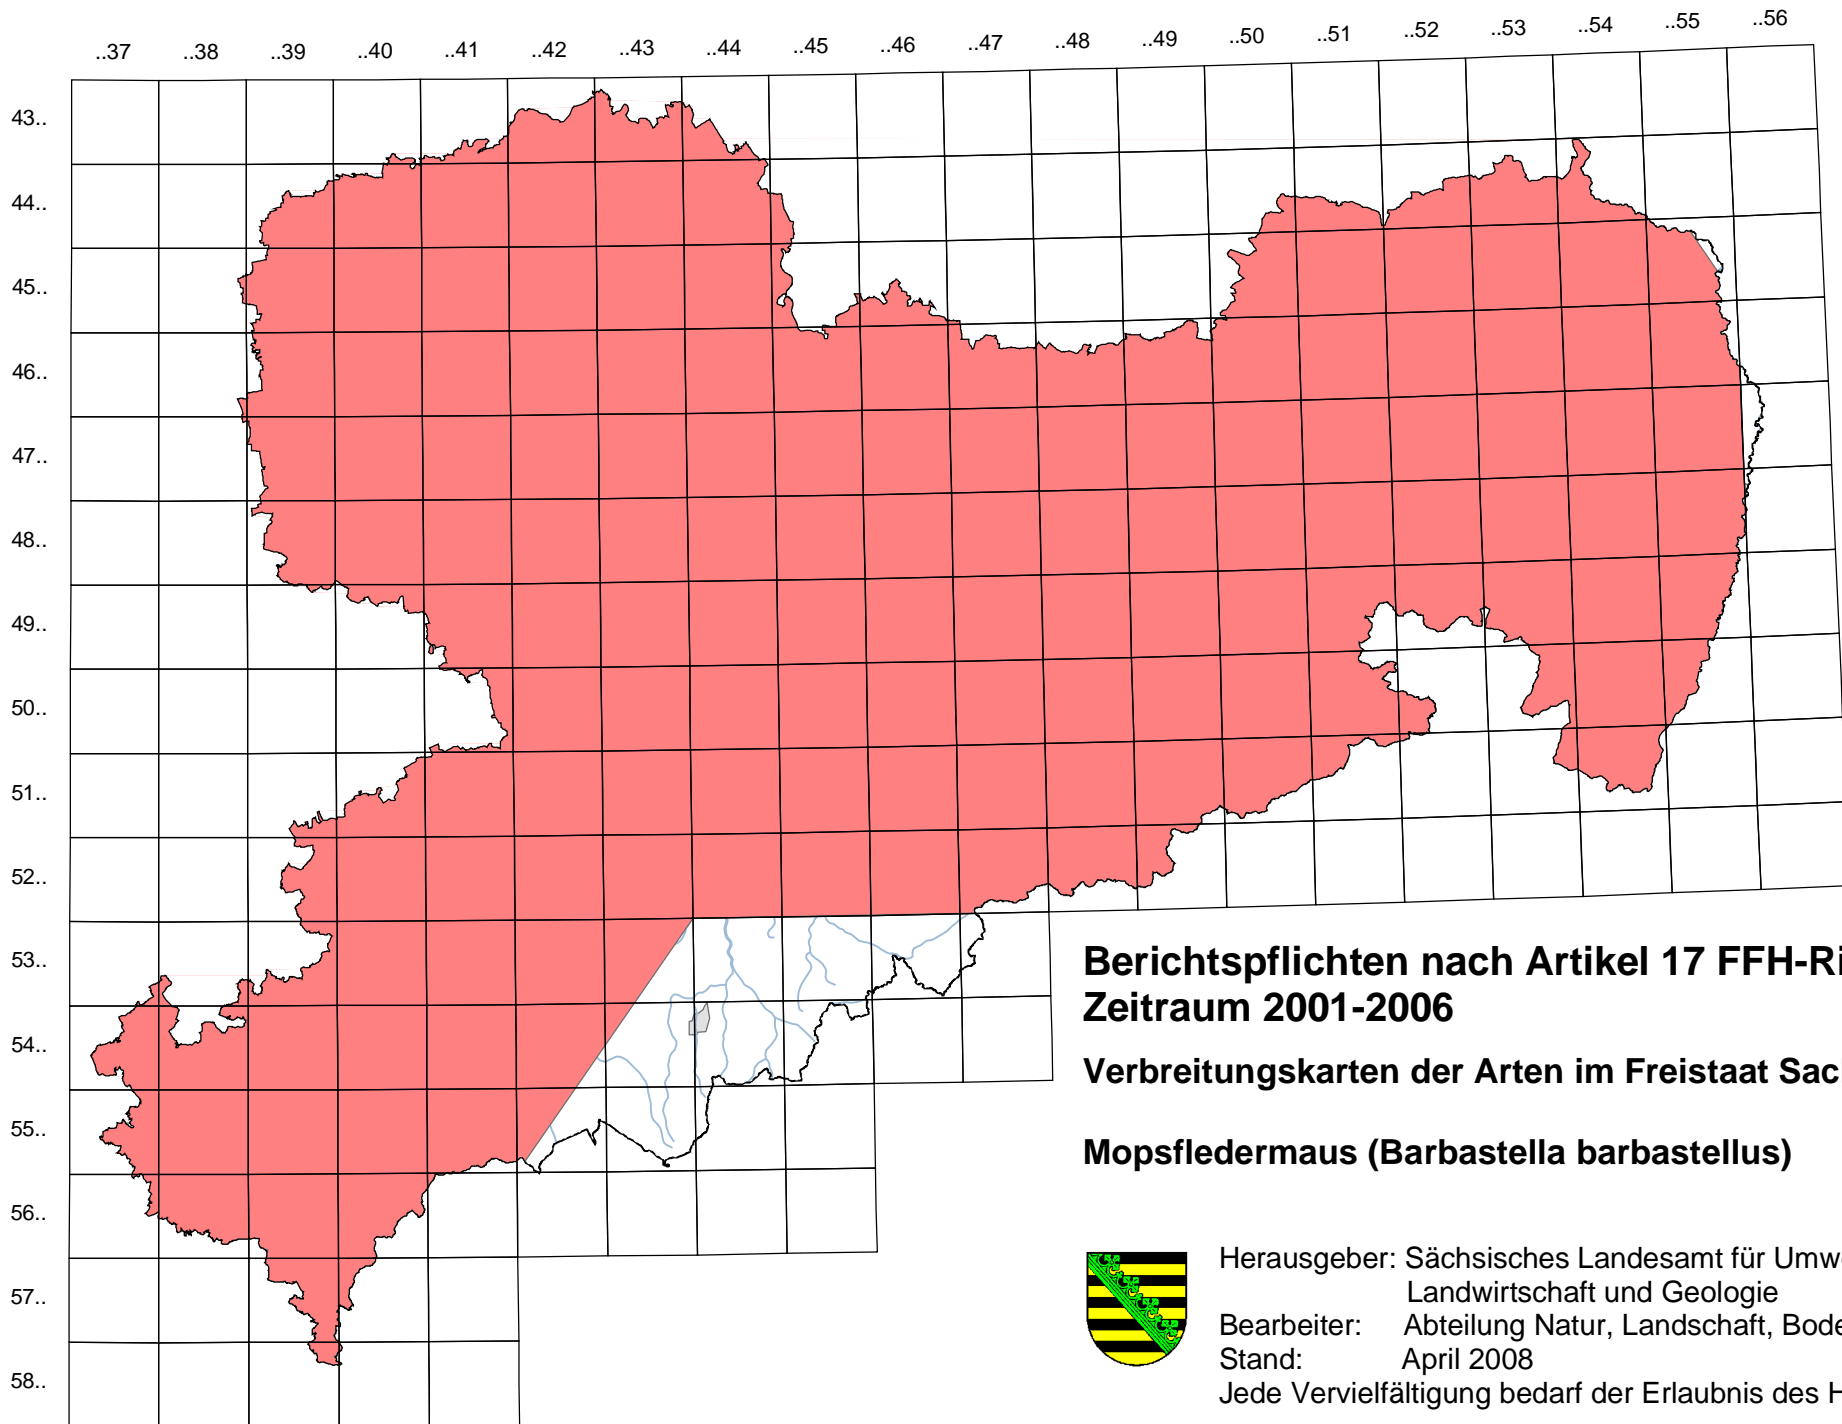 ..37 ..38 ..39 ..40 ..41 ..42 ..43 ..44 ..45 ..46 ..47 ..48 ..49 ..50 ..51 ..52 ..53 ..54 ..55 ..56
43..
44..
45..
46..
47..
48..
49..
50..
51..
52..
53..
54..
55..
56..
57..
58..
Berichtspflichten nach Artikel 17 FFH-Ri
Zeitraum 2001-2006
Verbreitungskarten der Arten im Freistaat Sac
Mopsfledermaus (Barbastella barbastellus)
Herausgeber: Sächsisches Landesamt für Umwe
Landwirtschaft und Geologie
Bearbeiter: Abteilung Natur, Landschaft, Bode
Stand: April 2008
Jede Vervielfältigung bedarf der Erlaubnis des H